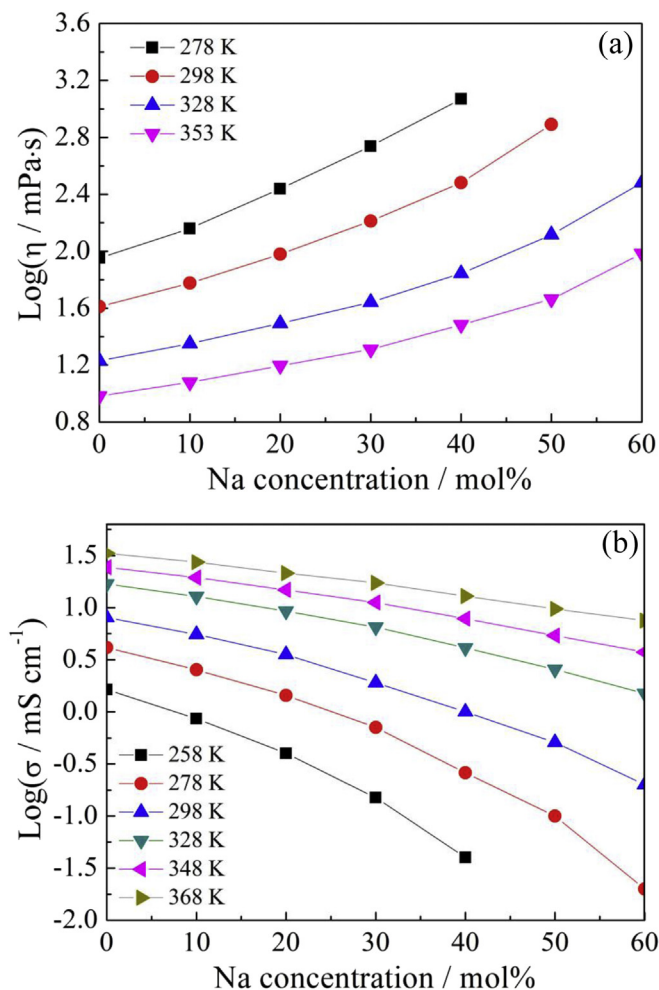 (a)
278 K
298 K
328 K
353 K
3.6
3.2
2.8
2.4
2.0
1.6
1.2
0.8
Log(η / mPa·s)
0 10 20 30 40 50 60
Na concentration / mol%
(b)
1.5
1.0
0.5
0.0
-0.5
-1.0
-1.5
-2.0
Log(σ / mS cm⁻¹)
258 K
278 K
298 K
328 K
348 K
368 K
0 10 20 30 40 50 60
Na concentration / mol%